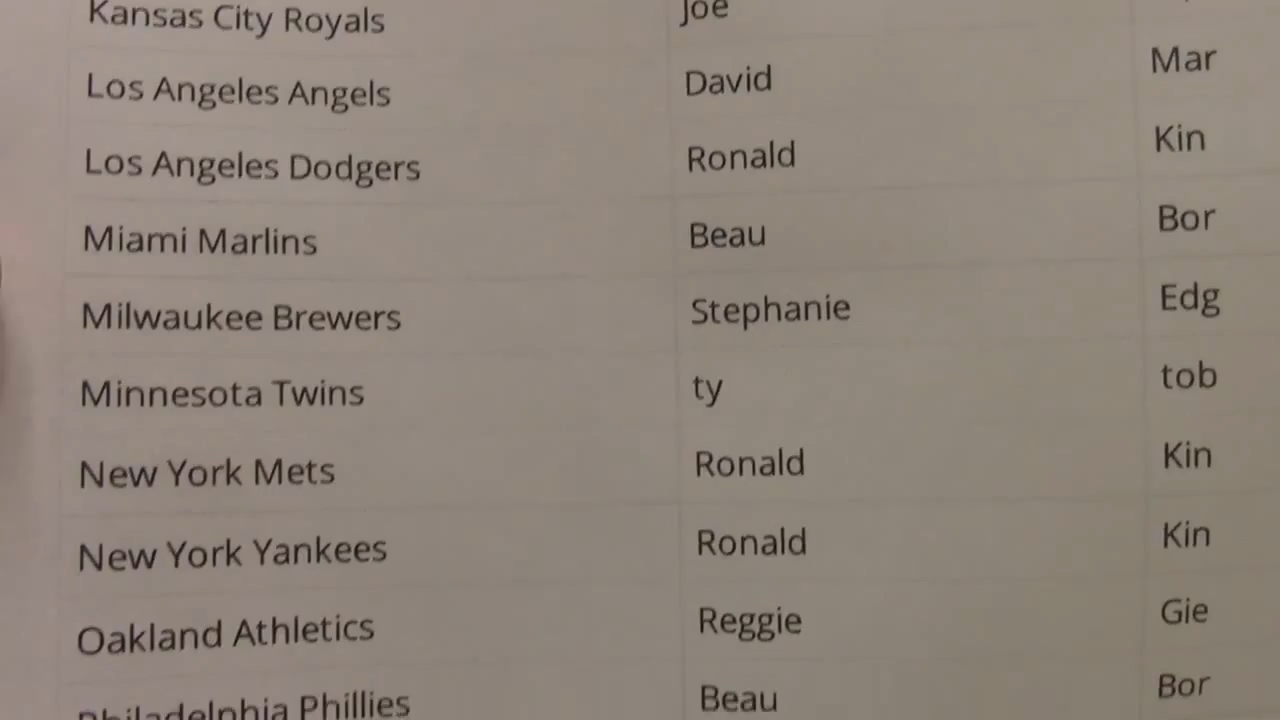 Kansas City Royals Joe
Los Angeles Angels David Mar
Los Angeles Dodgers Ronald Kin
Miami Marlins Beau Bor
Milwaukee Brewers Stephanie Edg
Minnesota Twins ty tob
New York Mets Ronald Kin
New York Yankees Ronald Kin
Oakland Athletics Reggie Gie
Philadelphia Phillies Beau Bor